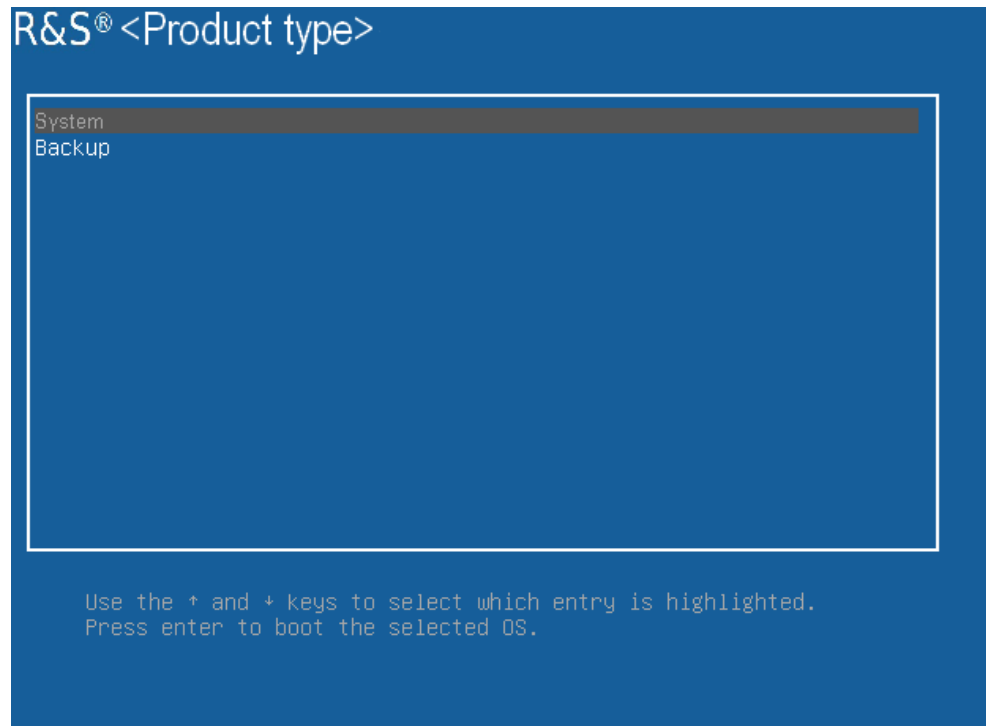 R&S® <Product type>
System
Backup
Use the ↑ and ↓ keys to select which entry is highlighted.
Press enter to boot the selected OS.